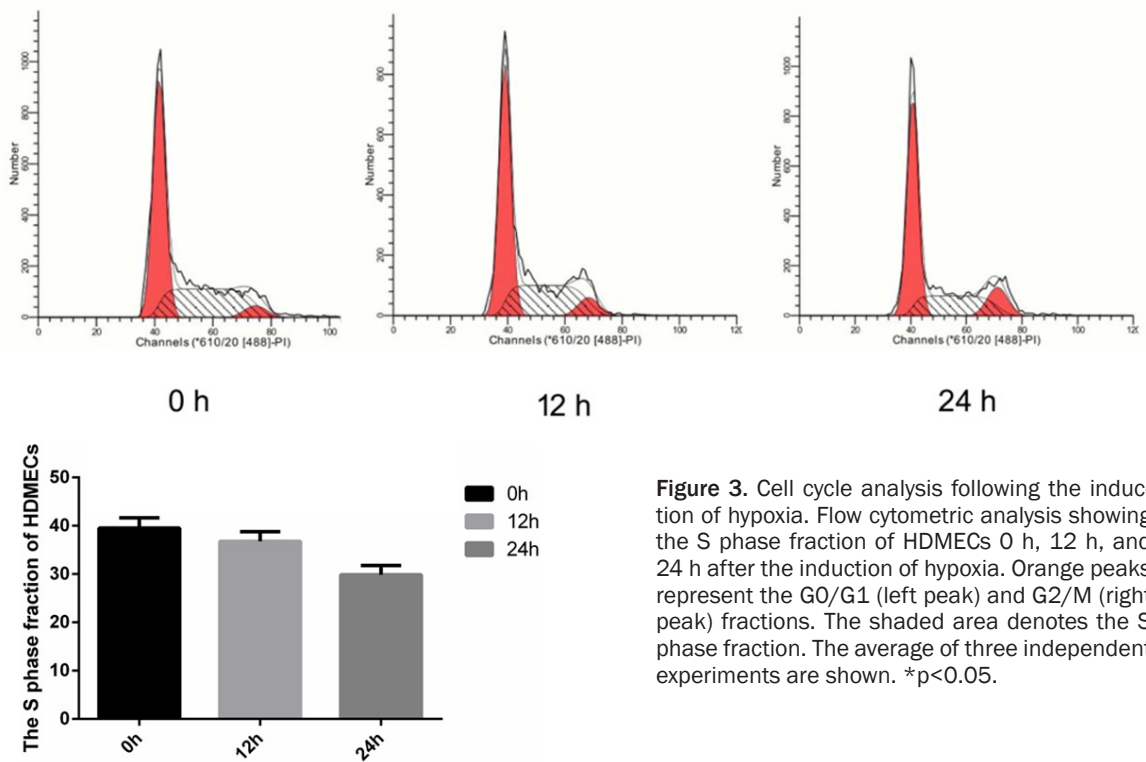 1000
800
600
400
200
0
Number
0 20 40 60 80 100
Channels (*610/20 [488]-PI)
800
600
400
200
0
Number
0 20 40 60 80 100 12
Channels (*610/20 [488]-PI)
1000
800
600
400
200
0
Number
0 20 40 60 80 100 120
Channels (*610/20 [488]-PI)
0 h
12 h
24 h
The S phase fraction of HDMECs
50
40
30
20
10
0
0h
12h
24h
0h
12h
24h
Figure 3. Cell cycle analysis following the induc-
tion of hypoxia. Flow cytometric analysis showing
the S phase fraction of HDMECs 0 h, 12 h, and
24 h after the induction of hypoxia. Orange peaks
represent the G0/G1 (left peak) and G2/M (right
peak) fractions. The shaded area denotes the S
phase fraction. The average of three independent
experiments are shown. *p<0.05.